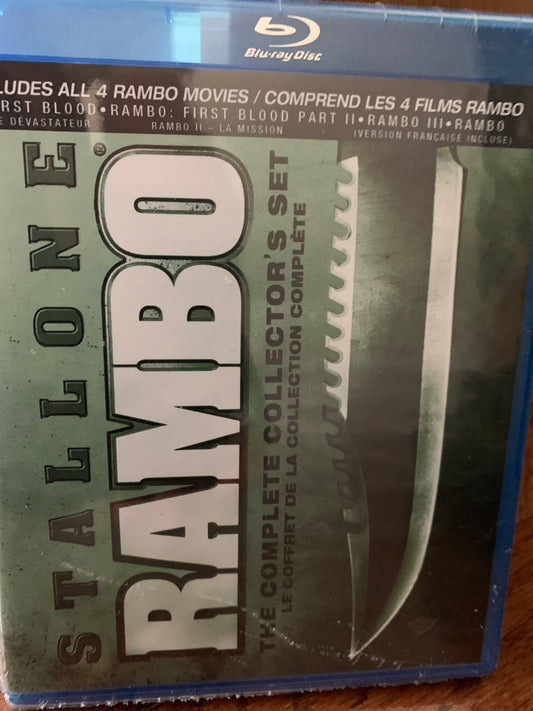 Blu-ray Disc
ALL 4 RAMBO MOVIES / COMPREND LES 4 FILMS RAMBO
BLOOD • RAMBO: FIRST BLOOD PART II • RAMBO III • RAMBO
DÉVASTATEUR RAMBO II – LA MISSION (VERSION FRANÇAISE INCLUSE)
STALLONE
RAMBO®
THE COMPLETE COLLECTOR'S SET
LE COFFRET DE LA COLLECTION COMPLÈTE